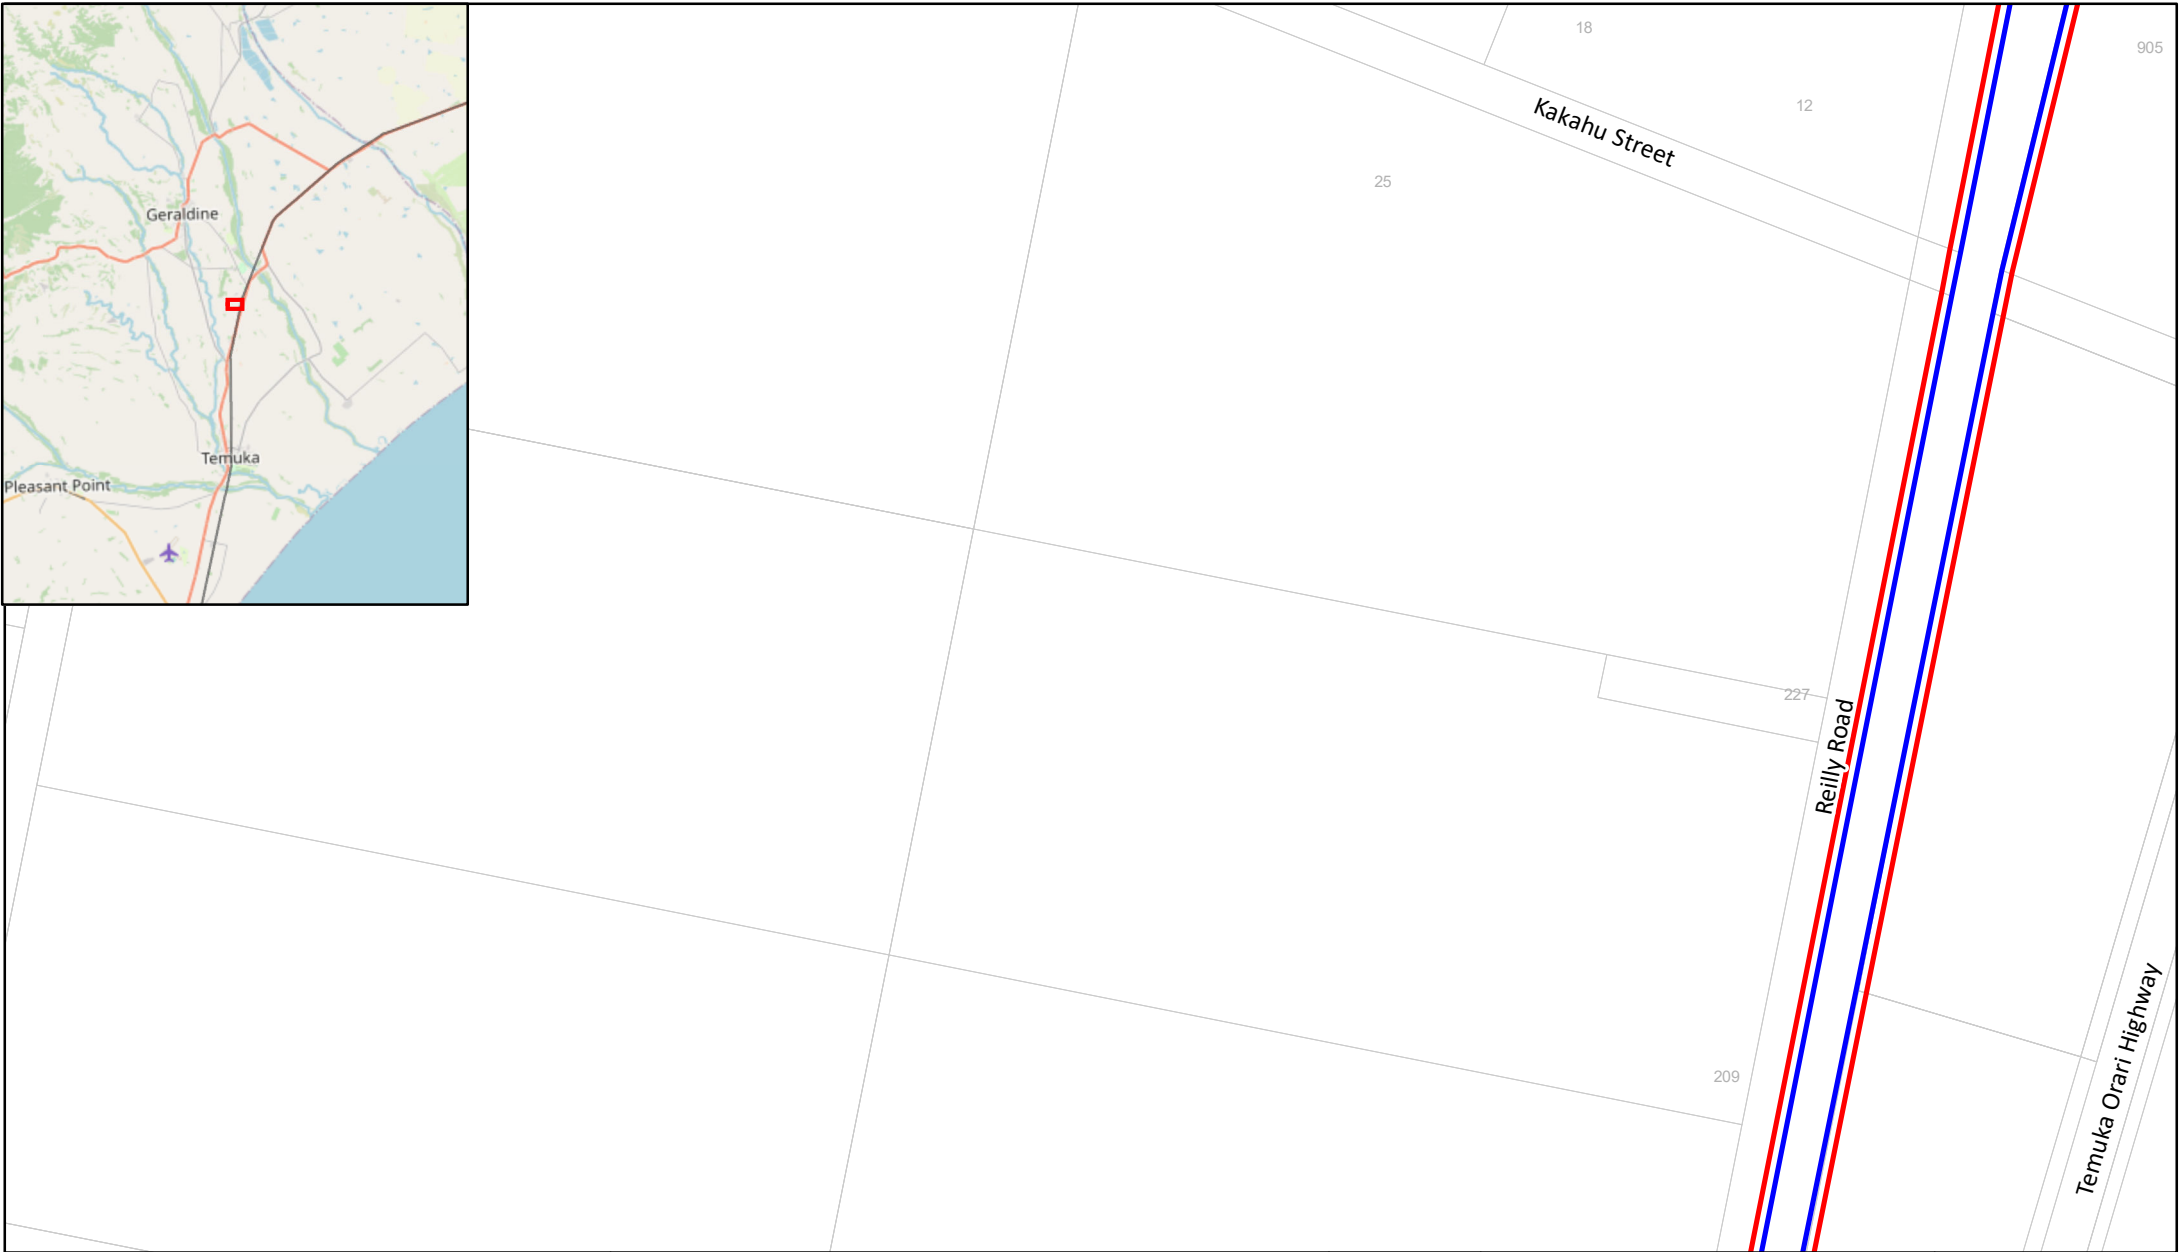 18
905
12
Kakahu Street
25
Geraldine
Temuka
Pleasant Point
227
Reilly Road
Temuka Orari Highway
209